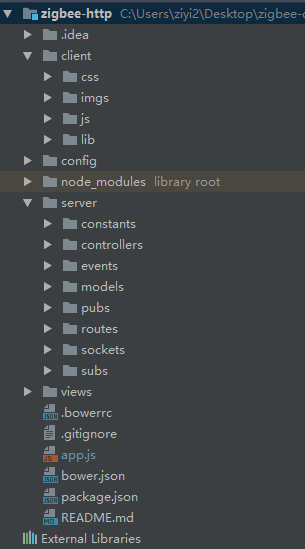 zigbee-http C:\Users\ziyi2\Desktop\zigbee-
.idea
client
css
imgs
js
lib
config
node_modules library root
server
constants
controllers
events
models
pubs
routes
sockets
subs
views
.bowerrc
.gitignore
app.js
bower.json
package.json
README.md
External Libraries